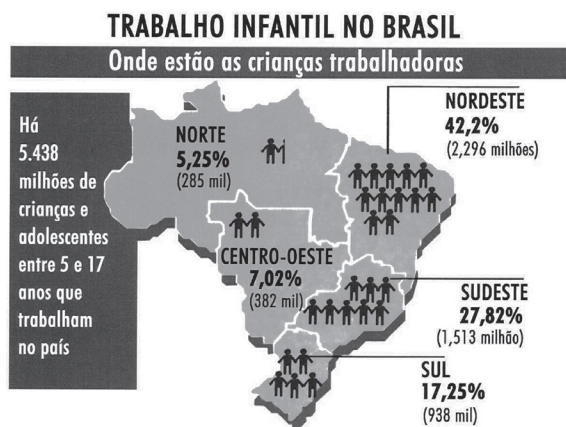 TRABALHO INFANTIL NO BRASIL
Onde estão as crianças trabalhadoras
Há
5.438
milhões de
crianças e
adolescentes
entre 5 e 17
anos que
trabalham
no país
NORTE
5,25%
(285 mil)
NORDESTE
42,2%
(2,296 milhões)
CENTRO-OESTE
7,02%
(382 mil)
SUDESTE
27,82%
(1,513 milhão)
SUL
17,25%
(938 mil)